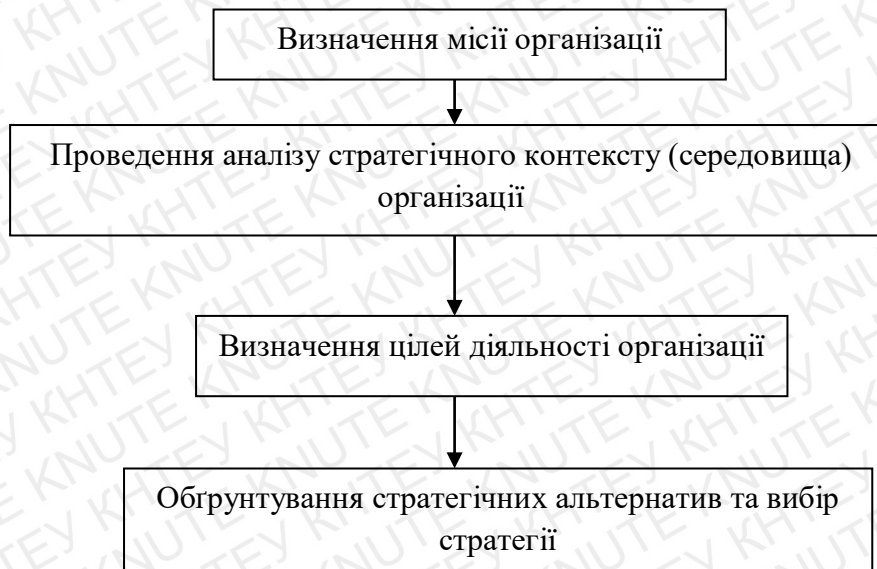 Визначення місії організації
Проведення аналізу стратегічного контексту (середовища)
організації
Визначення цілей діяльності організації
Обґрунтування стратегічних альтернатив та вибір
стратегії